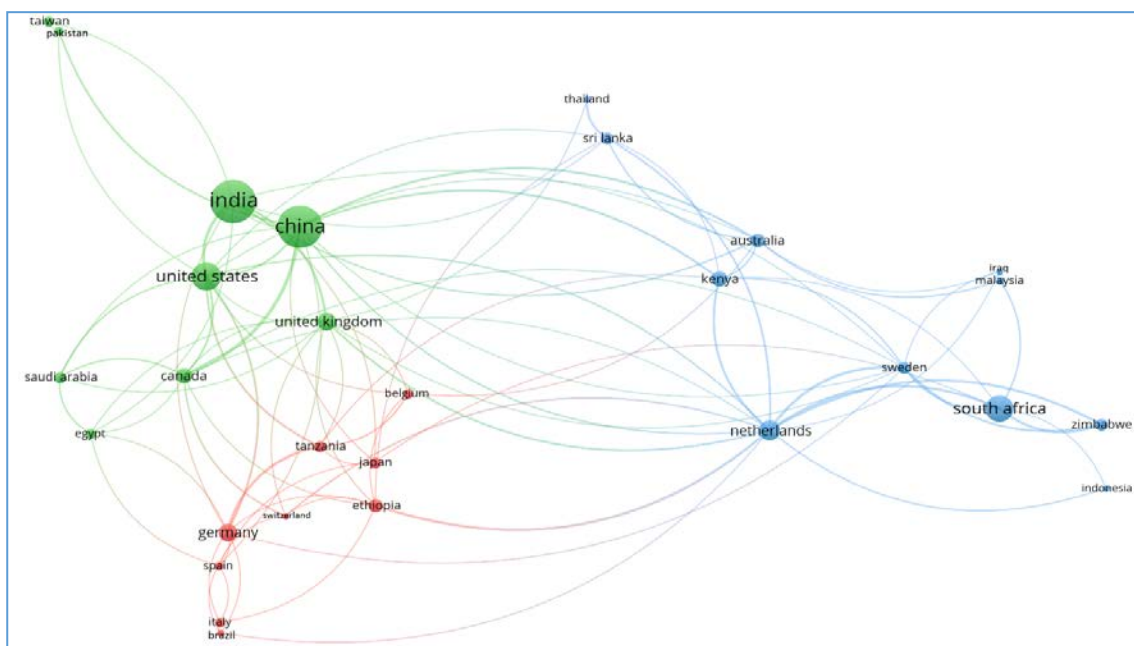 taiwan
pakistan
thailand
sri lanka
india
china
australia
iraq
malaysia
kenya
united states
united kingdom
sweden
saudi arabia
canada
belgium
south africa
zimbabwe
netherlands
egypt
tanzania
japan
indonesia
ethiopia
switzerland
germany
spain
italy
brazil